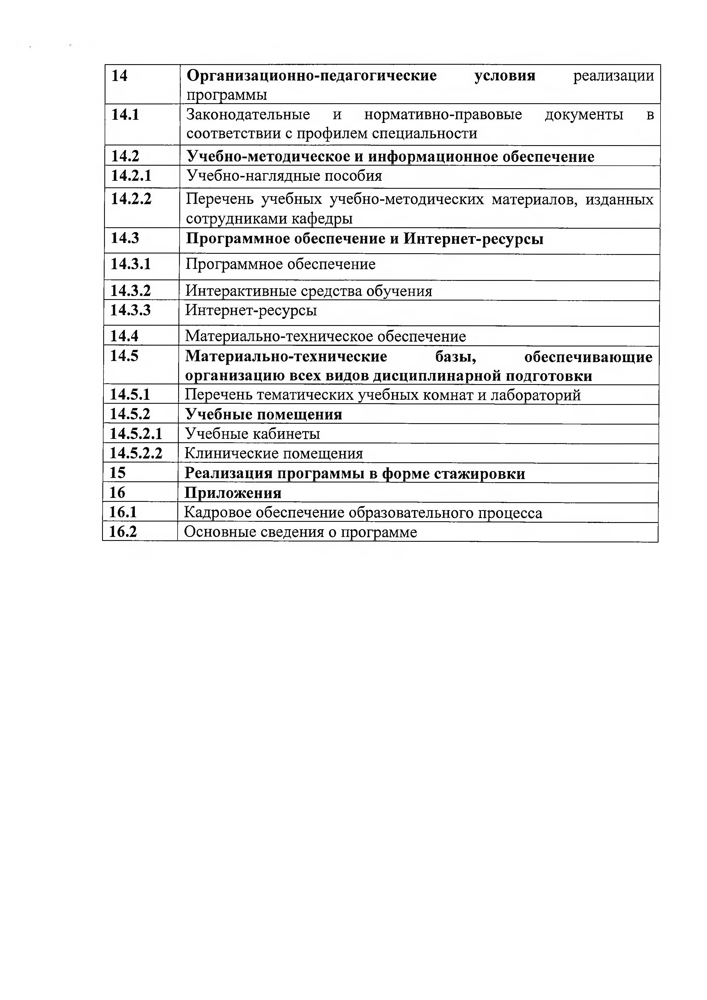 14 Организационно-педагогические условия реализации
программы
14.1 Законодательные и нормативно-правовые документы в
соответствии с профилем специальности
14.2 Учебно-методическое и информационное обеспечение
14.2.1 Учебно-наглядные пособия
14.2.2 Перечень учебных учебно-методических материалов, изданных
сотрудниками кафедры
14.3 Программное обеспечение и Интернет-ресурсы
14.3.1 Программное обеспечение
14.3.2 Интерактивные средства обучения
14.3.3 Интернет-ресурсы
14.4 Материально-техническое обеспечение
14.5 Материально-технические базы, обеспечивающие
организацию всех видов дисциплинарной подготовки
14.5.1 Перечень тематических учебных комнат и лабораторий
14.5.2 Учебные помещения
14.5.2.1 Учебные кабинеты
14.5.2.2 Клинические помещения
15 Реализация программы в форме стажировки
16 Приложения
16.1 Кадровое обеспечение образовательного процесса
16.2 Основные сведения о программе